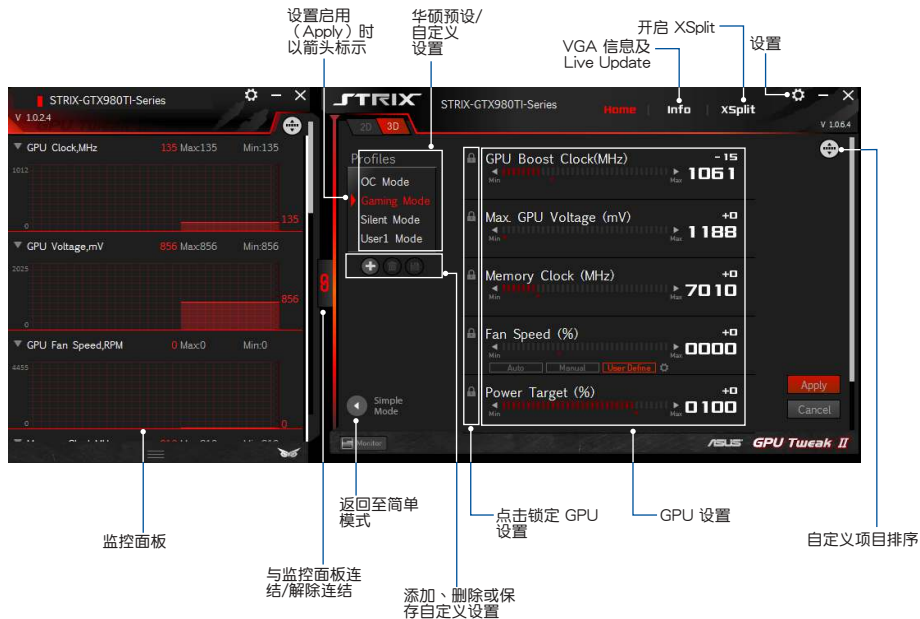 设置启用
（Apply）时
以箭头标示
华硕预设/
自定义
设置
VGA 信息及
Live Update
开启 XSplit
设置
STRIX-GTX980TI-Series
V 1.0.2.4
GPU Clock,MHz 135 Max:135 Min:135
1012
135
0
GPU Voltage,mV 856 Max:856 Min:856
2025
856
0
GPU Fan Speed,RPM 0 Max:0 Min:0
4455
0
0
STRIX
STRIX-GTX980TI-Series
Home | Info | XSplit
V 1.0.6.4
2D 3D
Profiles
OC Mode
Gaming Mode
Silent Mode
User1 Mode
GPU Boost Clock(MHz) -15
Min Max 1061
Max. GPU Voltage (mV) +0
Min Max 1188
Memory Clock (MHz) +0
Min Max 7010
Fan Speed (%) +0
Min Max 0000
Auto Manual User Define
Power Target (%) +0
Min Max 0100
Simple
Mode
Apply
Cancel
Monitor
ASUS GPU Tweak II
监控面板
与监控面板连
结/解除连结
返回至简单
模式
添加、删除或保
存自定义设置
点击锁定 GPU
设置
GPU 设置
自定义项目排序